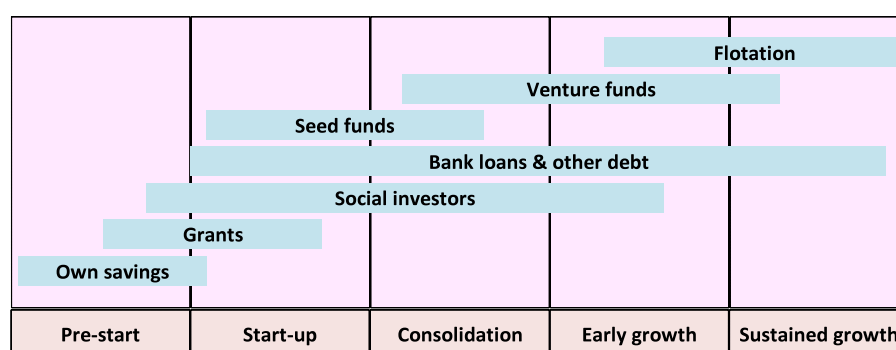 Flotation
Venture funds
Seed funds
Bank loans & other debt
Social investors
Grants
Own savings
Pre-start
Start-up
Consolidation
Early growth
Sustained growth